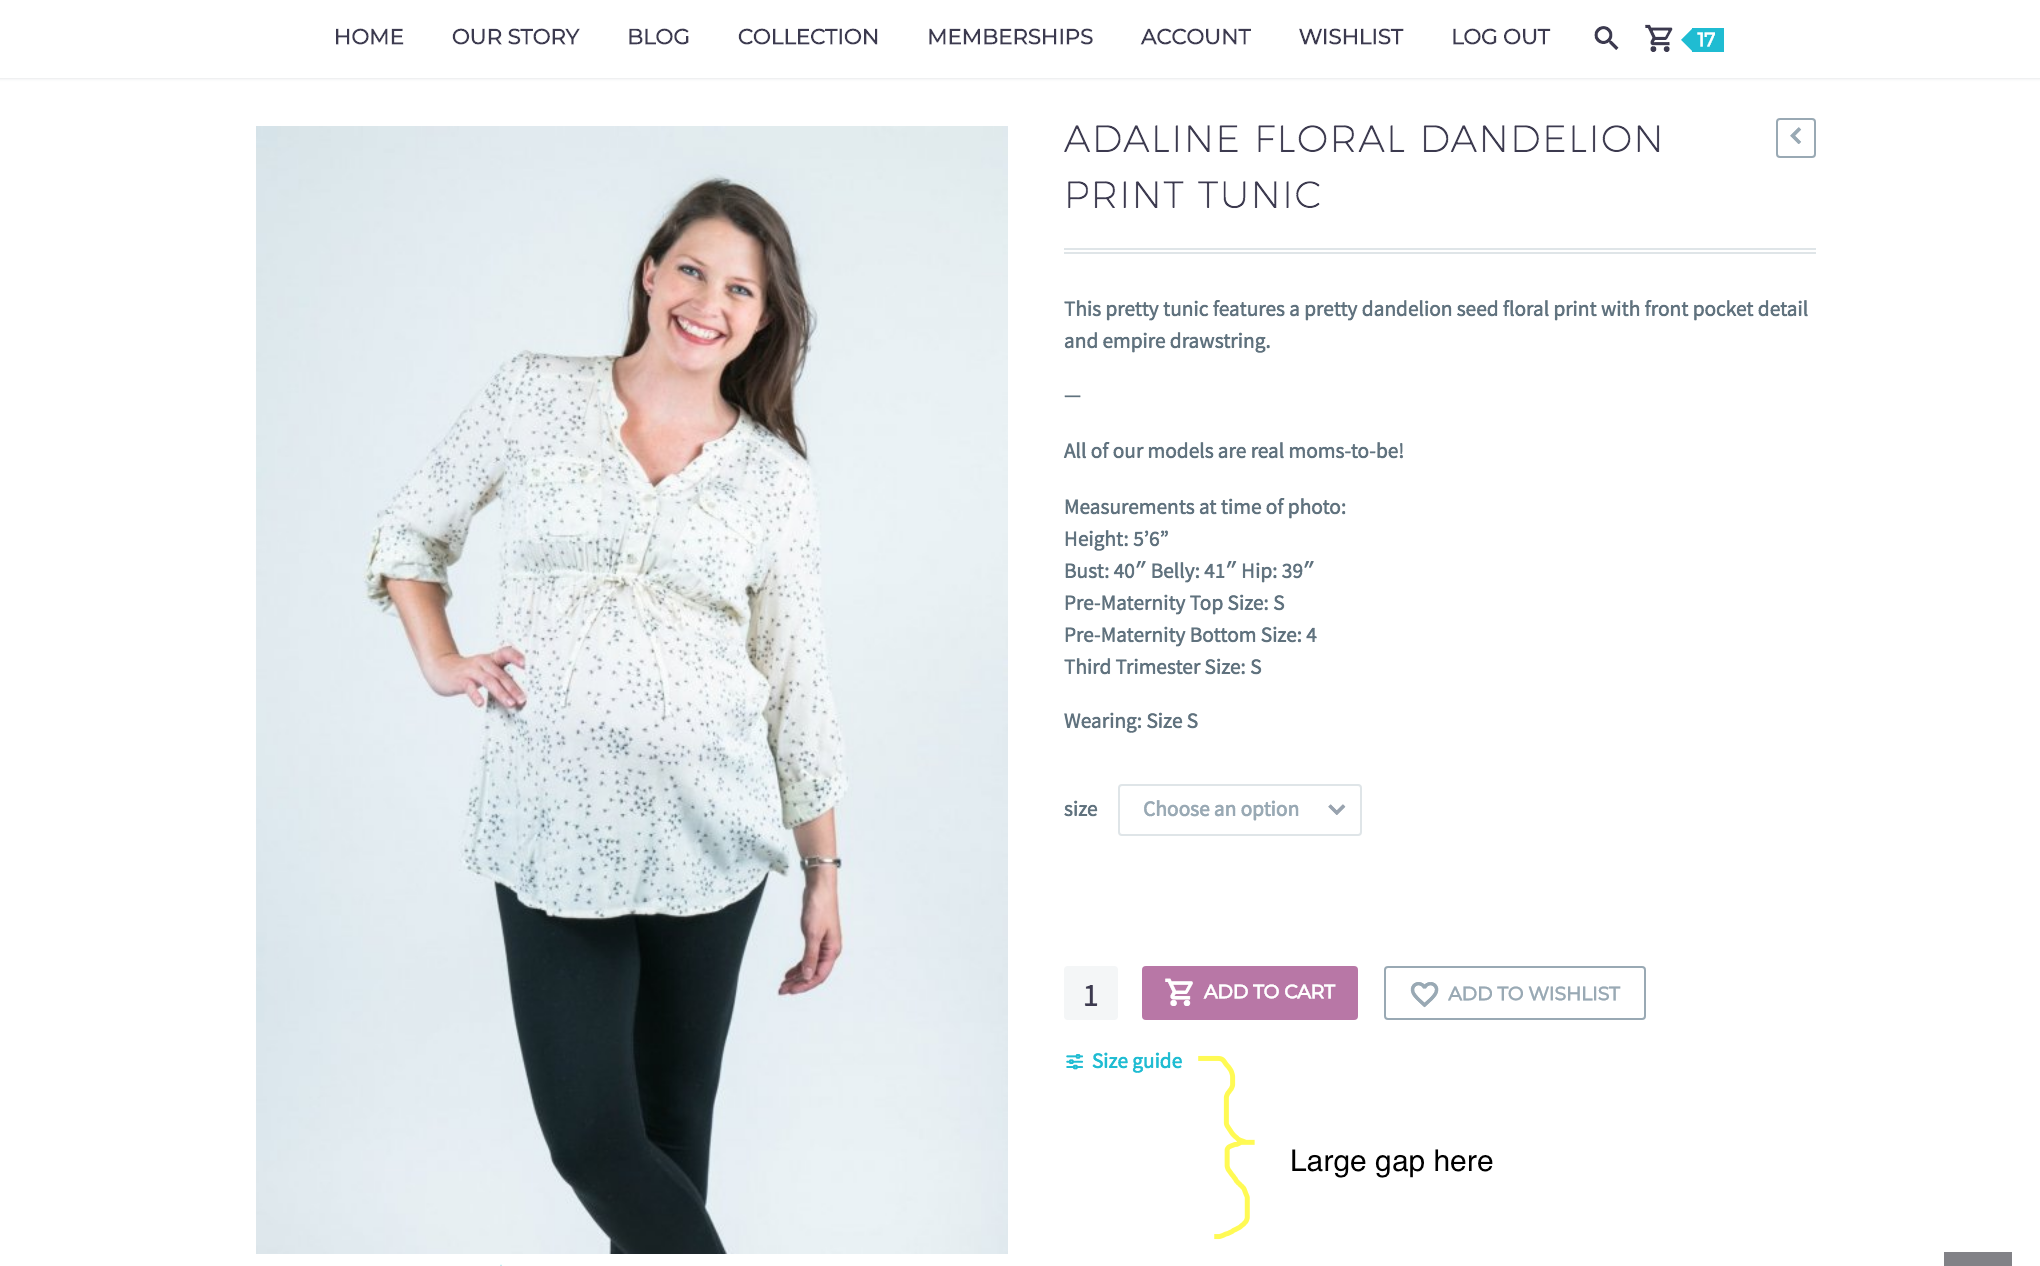 HOME OUR STORY BLOG COLLECTION MEMBERSHIPS ACCOUNT WISHLIST LOG OUT 17
ADALINE FLORAL DANDELION
PRINT TUNIC
This pretty tunic features a pretty dandelion seed floral print with front pocket detail
and empire drawstring.
—
All of our models are real moms-to-be!
Measurements at time of photo:
Height: 5’6”
Bust: 40″ Belly: 41″ Hip: 39″
Pre-Maternity Top Size: S
Pre-Maternity Bottom Size: 4
Third Trimester Size: S
Wearing: Size S
size Choose an option
1 ADD TO CART ADD TO WISHLIST
Size guide
Large gap here